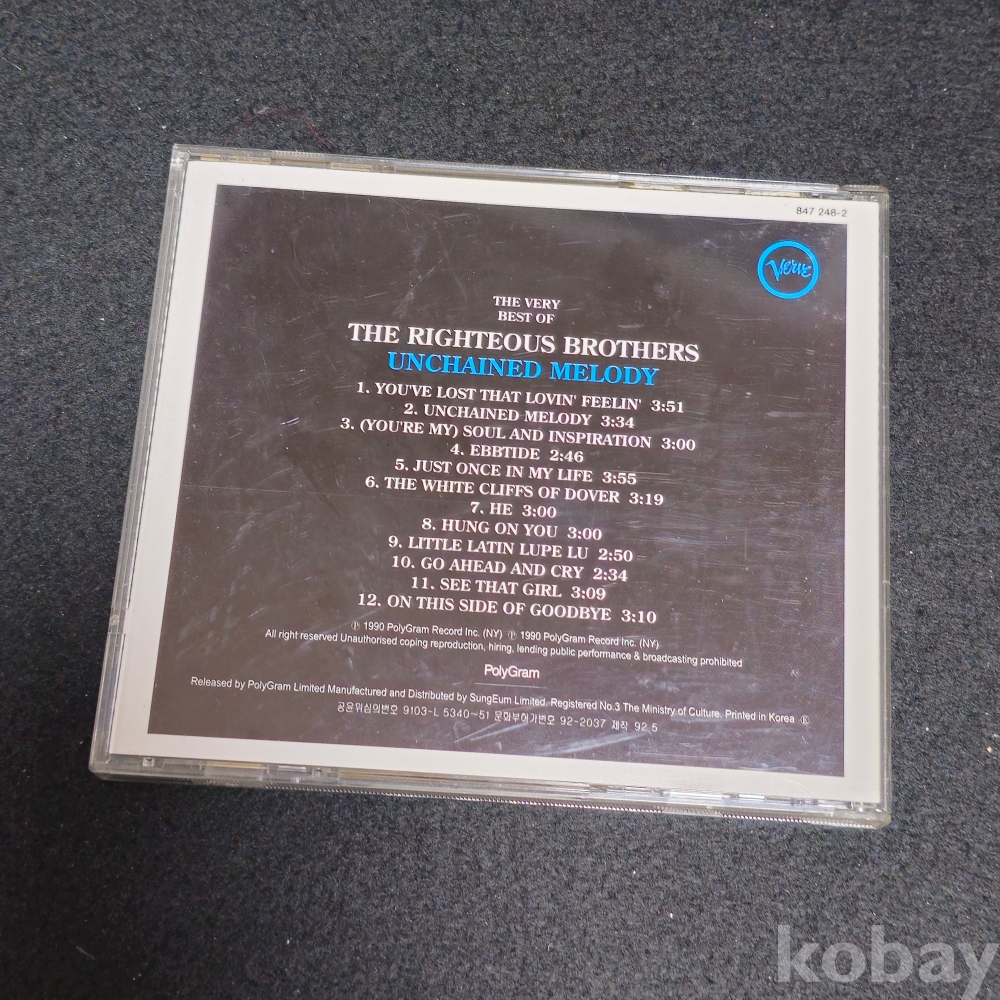 847 248-2
Verve
THE VERY
BEST OF
THE RIGHTEOUS BROTHERS
UNCHAINED MELODY
1. YOU'VE LOST THAT LOVIN' FEELIN' 3:51
2. UNCHAINED MELODY 3:34
3. (YOU'RE MY) SOUL AND INSPIRATION 3:00
4. EBBTIDE 2:46
5. JUST ONCE IN MY LIFE 3:55
6. THE WHITE CLIFFS OF DOVER 3:19
7. HE 3:00
8. HUNG ON YOU 3:00
9. LITTLE LATIN LUPE LU 2:50
10. GO AHEAD AND CRY 2:34
11. SEE THAT GIRL 3:09
12. ON THIS SIDE OF GOODBYE 3:10
℗ 1990 PolyGram Record Inc. (NY) ℗ 1990 PolyGram Record Inc. (NY)
All right reserved Unauthorised coping reproduction, hiring, lending public performance & broadcasting prohibited
PolyGram
Released by PolyGram Limited Manufactured and Distributed by SungEum Limited. Registered No.3 The Ministry of Culture. Printed in Korea Ⓚ
공윤위심의번호 9103-L 5340~51 문화부허가번호 92-2037 제작 92.5
kobay